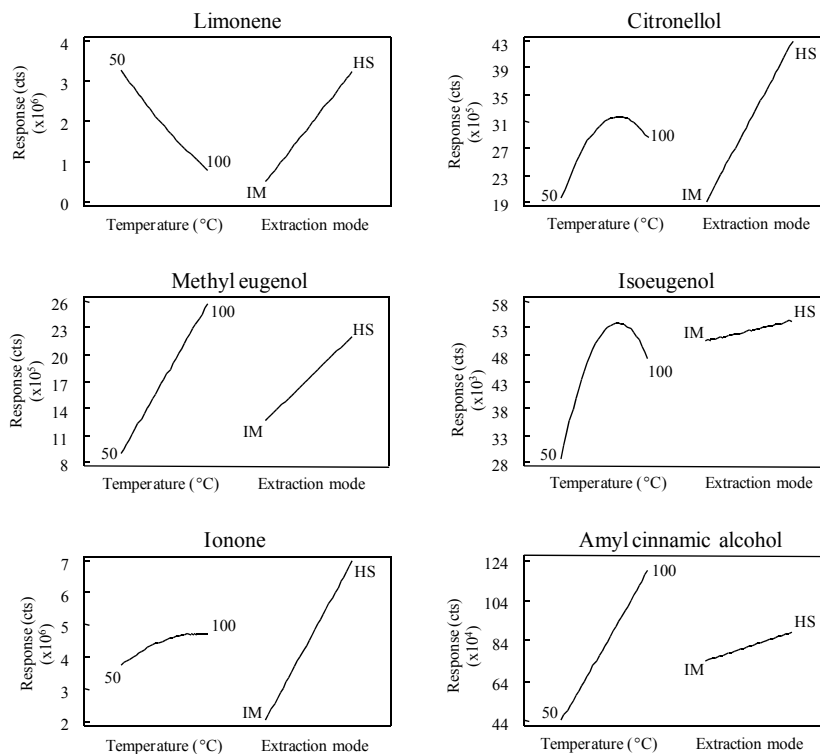 Limonene
Response (cts)
(x10⁶)
4
3
2
1
0
50
100
IM
HS
Temperature (°C) Extraction mode
Citronellol
Response (cts)
(x10⁵)
43
39
35
31
27
23
19
50
100
IM
HS
Temperature (°C) Extraction mode
Methyl eugenol
Response (cts)
(x10⁵)
26
23
20
17
14
11
8
50
100
IM
HS
Temperature (°C) Extraction mode
Isoeugenol
Response (cts)
(x10³)
58
53
48
38
38
33
28
50
100
IM
HS
Temperature (°C) Extraction mode
Ionone
Response (cts)
(x10⁶)
7
6
5
4
3
2
50
100
IM
HS
Temperature (°C) Extraction mode
Amyl cinnamic alcohol
Response (cts)
(x10⁴)
124
104
84
64
44
50
100
IM
HS
Temperature (°C) Extraction mode